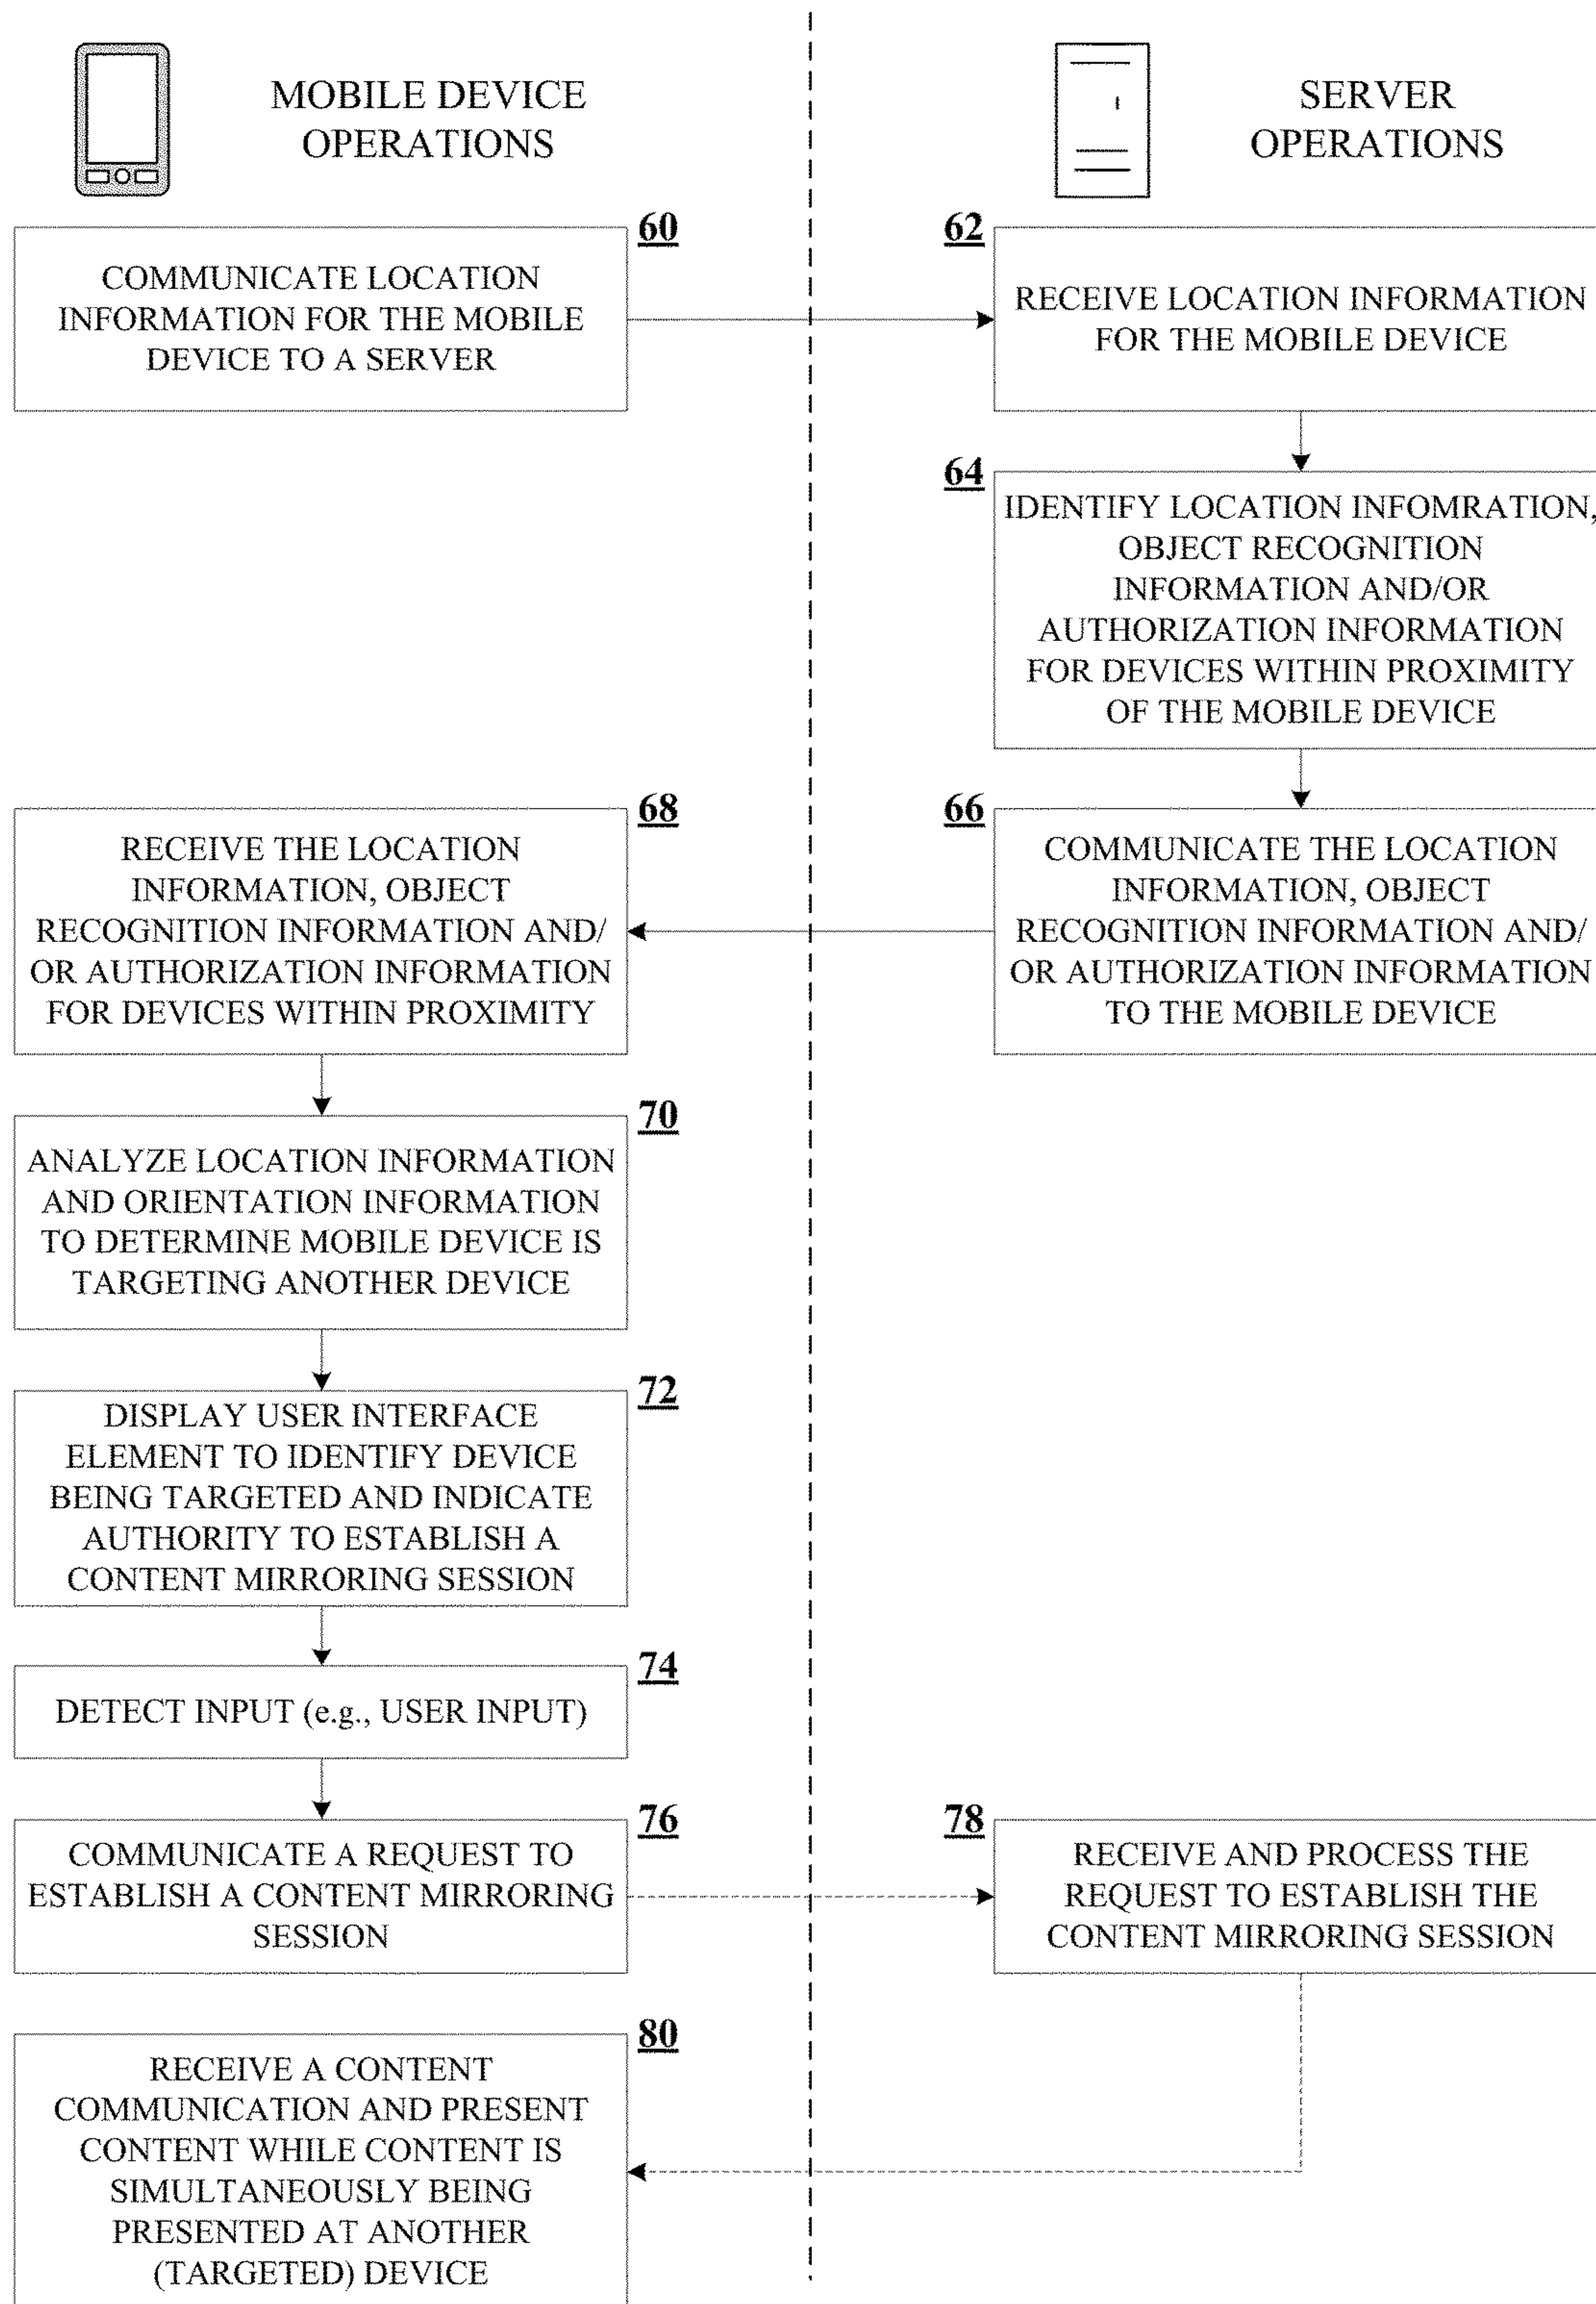 MOBILE DEVICE
OPERATIONS
SERVER
OPERATIONS
60
COMMUNICATE LOCATION
INFORMATION FOR THE MOBILE
DEVICE TO A SERVER
62
RECEIVE LOCATION INFORMATION
FOR THE MOBILE DEVICE
64
IDENTIFY LOCATION INFOMRATION,
OBJECT RECOGNITION
INFORMATION AND/OR
AUTHORIZATION INFORMATION
FOR DEVICES WITHIN PROXIMITY
OF THE MOBILE DEVICE
66
COMMUNICATE THE LOCATION
INFORMATION, OBJECT
RECOGNITION INFORMATION AND/
OR AUTHORIZATION INFORMATION
TO THE MOBILE DEVICE
68
RECEIVE THE LOCATION
INFORMATION, OBJECT
RECOGNITION INFORMATION AND/
OR AUTHORIZATION INFORMATION
FOR DEVICES WITHIN PROXIMITY
70
ANALYZE LOCATION INFORMATION
AND ORIENTATION INFORMATION
TO DETERMINE MOBILE DEVICE IS
TARGETING ANOTHER DEVICE
72
DISPLAY USER INTERFACE
ELEMENT TO IDENTIFY DEVICE
BEING TARGETED AND INDICATE
AUTHORITY TO ESTABLISH A
CONTENT MIRRORING SESSION
74
DETECT INPUT (e.g., USER INPUT)
76
COMMUNICATE A REQUEST TO
ESTABLISH A CONTENT MIRRORING
SESSION
78
RECEIVE AND PROCESS THE
REQUEST TO ESTABLISH THE
CONTENT MIRRORING SESSION
80
RECEIVE A CONTENT
COMMUNICATION AND PRESENT
CONTENT WHILE CONTENT IS
SIMULTANEOUSLY BEING
PRESENTED AT ANOTHER
(TARGETED) DEVICE